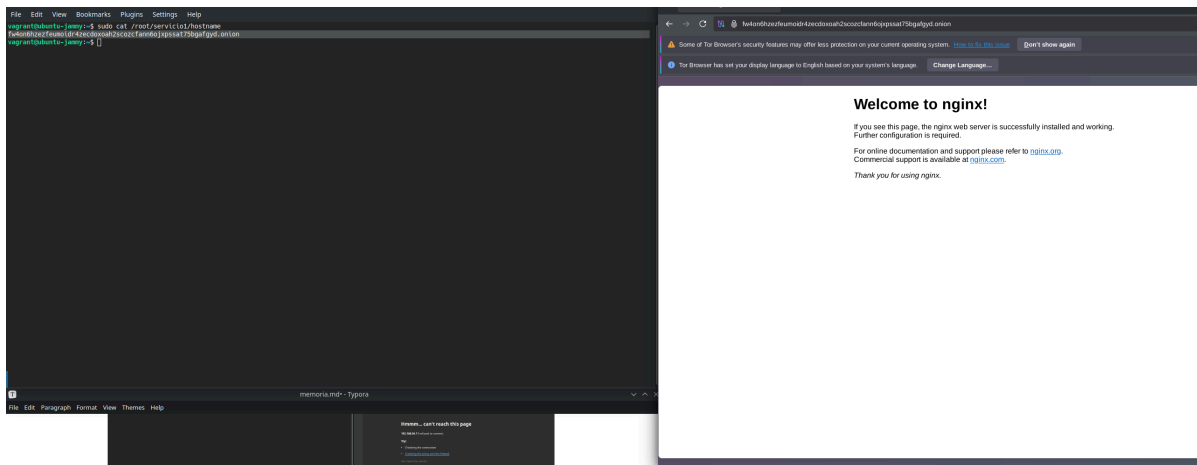 File Edit View Bookmarks Plugins Settings Help
vagrant@ubuntu-jammy:~$ sudo cat /root/servicio1/hostname
fw4on6hzezfeumoidr4zecdoxoah2scozcfann6ojxpssat75bgafgyd.onion
vagrant@ubuntu-jammy:~$
memoria.md• - Typora
File Edit Paragraph Format View Themes Help
Hmmm... can't reach this page
Try:
Checking the connection
fw4on6hzezfeumoidr4zecdoxoah2scozcfann6ojxpssat75bgafgyd.onion
Some of Tor Browser's security features may offer less protection on your current operating system. How to fix this issue Don't show again
Tor Browser has set your display language to English based on your system's language. Change Language...
Welcome to nginx!
If you see this page, the nginx web server is successfully installed and working.
Further configuration is required.
For online documentation and support please refer to nginx.org.
Commercial support is available at nginx.com.
Thank you for using nginx.